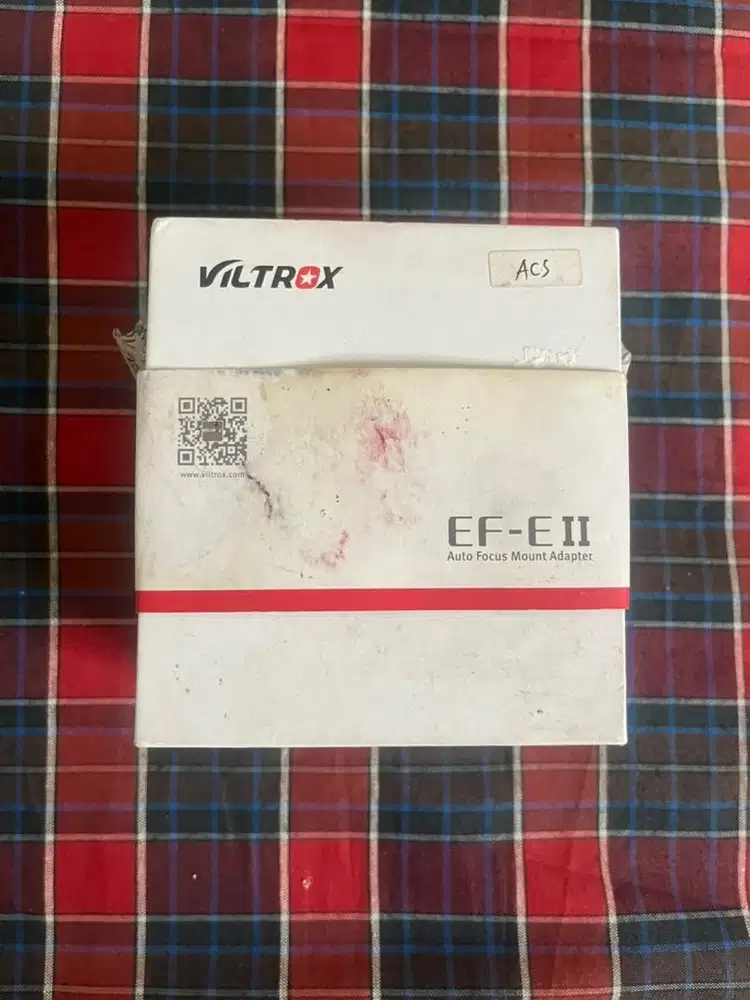 VILTROX
ACS
www.viltrox.com
EF-E II
Auto Focus Mount Adapter